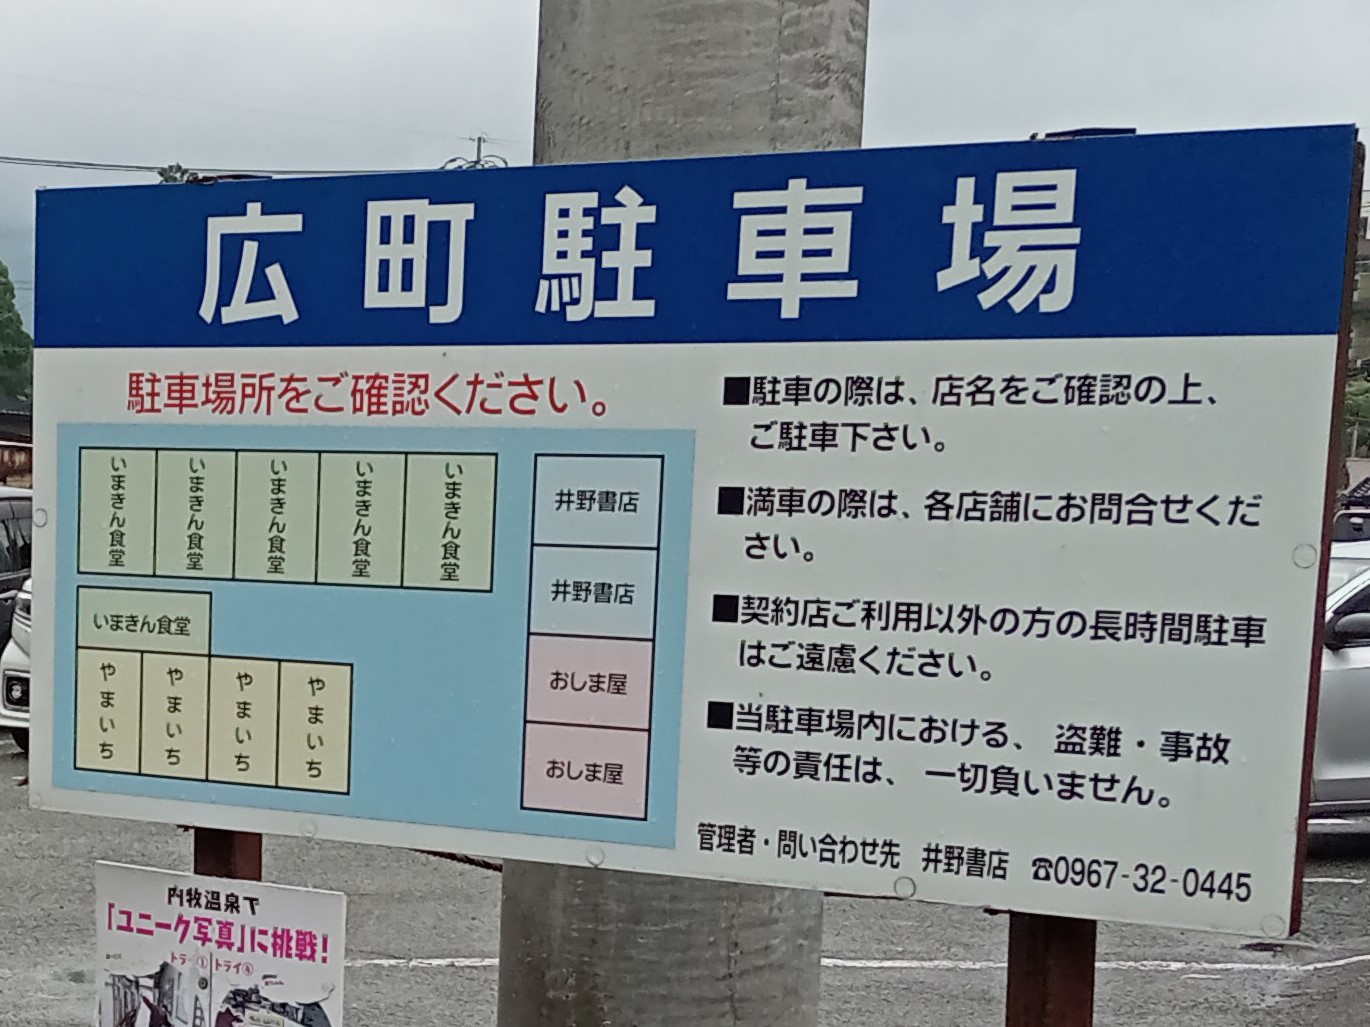 広町駐車場
駐車場所をご確認ください。
いまきん食堂
いまきん食堂
いまきん食堂
いまきん食堂
いまきん食堂
いまきん食堂
やまいち
やまいち
やまいち
やまいち
井野書店
井野書店
おしま屋
おしま屋
■駐車の際は、店名をご確認の上、
ご駐車下さい。
■満車の際は、各店舗にお問合せくだ
さい。
■契約店ご利用以外の方の長時間駐車
はご遠慮ください。
■当駐車場内における、盗難・事故
等の責任は、一切負いません。
管理者・問い合わせ先 井野書店 ☎0967-32-0445
内牧温泉で
「ユニーク写真」に挑戦!
トライ① トライ④